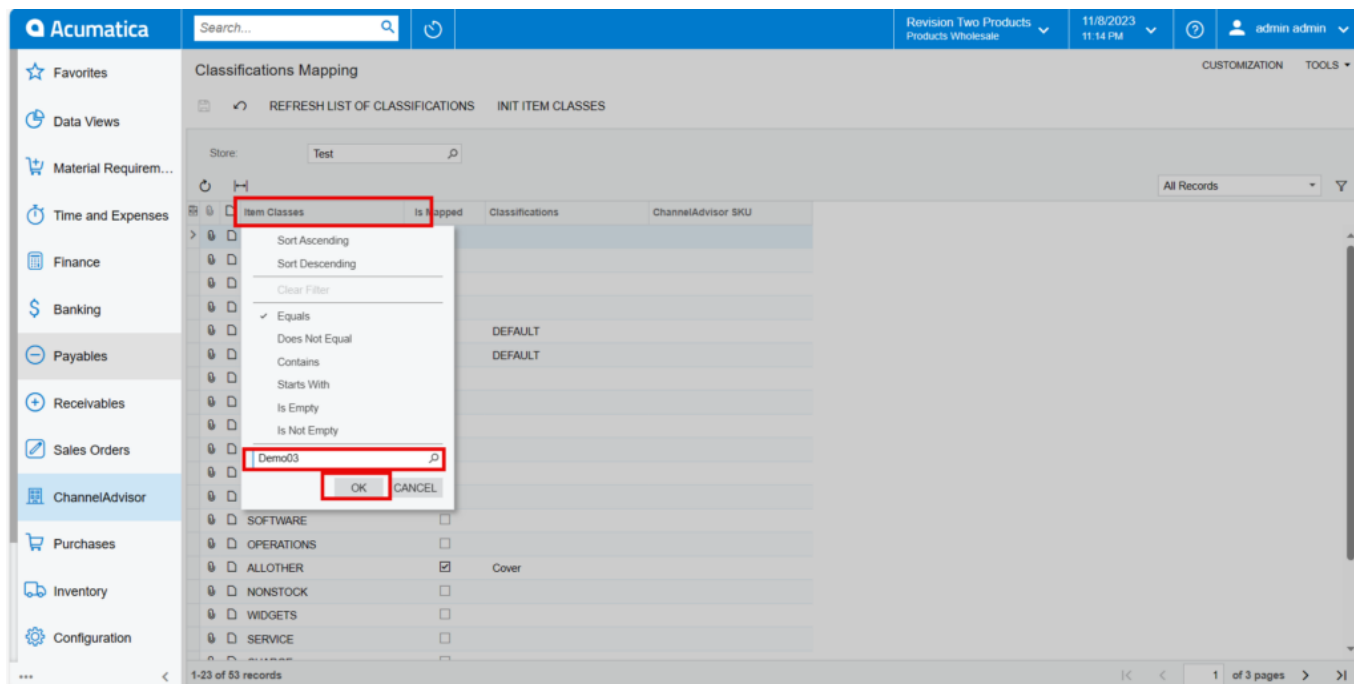 Acumatica
Search...
Revision Two Products
Products Wholesale
11/8/2023
11:14 PM
admin admin
Favorites
Data Views
Material Requirem...
Time and Expenses
Finance
Banking
Payables
Receivables
Sales Orders
ChannelAdvisor
Purchases
Inventory
Configuration
Classifications Mapping
CUSTOMIZATION TOOLS
REFRESH LIST OF CLASSIFICATIONS INIT ITEM CLASSES
Store: Test
All Records
Item Classes Is Mapped Classifications ChannelAdvisor SKU
Sort Ascending
Sort Descending
Clear Filter
Equals
Does Not Equal
Contains
Starts With
Is Empty
Is Not Empty
Demo03
OK CANCEL
DEFAULT
DEFAULT
SOFTWARE
OPERATIONS
ALLOTHER Cover
NONSTOCK
WIDGETS
SERVICE
1-23 of 53 records
1 of 3 pages